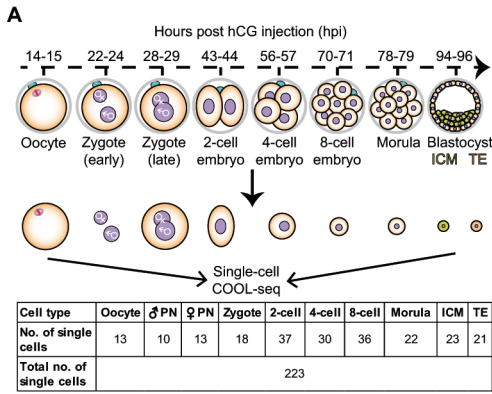 A
Hours post hCG injection (hpi)
14-15 22-24 28-29 43-44 56-57 70-71 78-79 94-96
Oocyte Zygote Zygote 2-cell 4-cell 8-cell Morula Blastocyst
(early) (late) embryo embryo embryo ICM TE
Single-cell
COOL-seq
Cell type Oocyte ♂PN ♀PN Zygote 2-cell 4-cell 8-cell Morula ICM TE
No. of single cells 13 10 13 18 37 30 36 22 23 21
Total no. of single cells 223